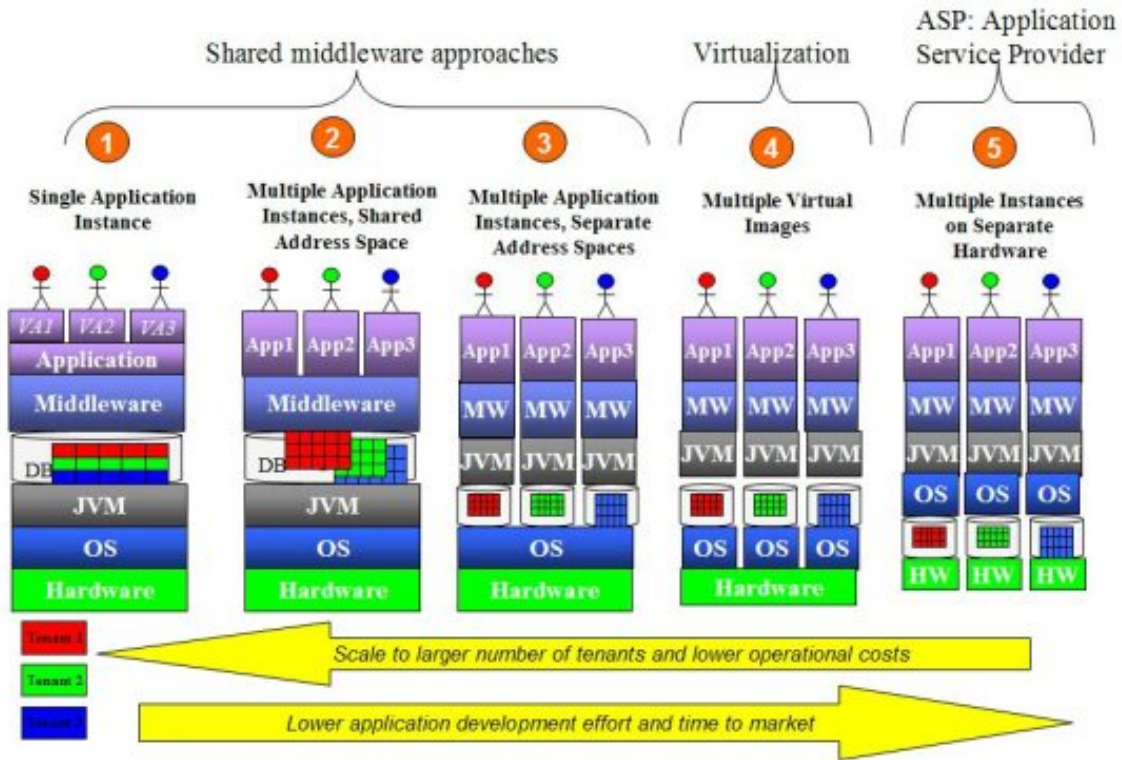 Shared middleware approaches
Virtualization
ASP: Application
Service Provider
1
2
3
4
5
Single Application
Instance
Multiple Application
Instances, Shared
Address Space
Multiple Application
Instances, Separate
Address Spaces
Multiple Virtual
Images
Multiple Instances
on Separate
Hardware
VA1 VA2 VA3
Application
Middleware
DB
JVM
OS
Hardware
App1 App2 App3
Middleware
DB
JVM
OS
Hardware
App1 App2 App3
MW MW MW
JVM JVM JVM
OS
Hardware
App1 App2 App3
MW MW MW
JVM JVM JVM
OS OS OS
Hardware
App1 App2 App3
MW MW MW
JVM JVM JVM
OS OS OS
HW HW HW
Tenant 1
Tenant 2
Tenant 3
Scale to larger number of tenants and lower operational costs
Lower application development effort and time to market